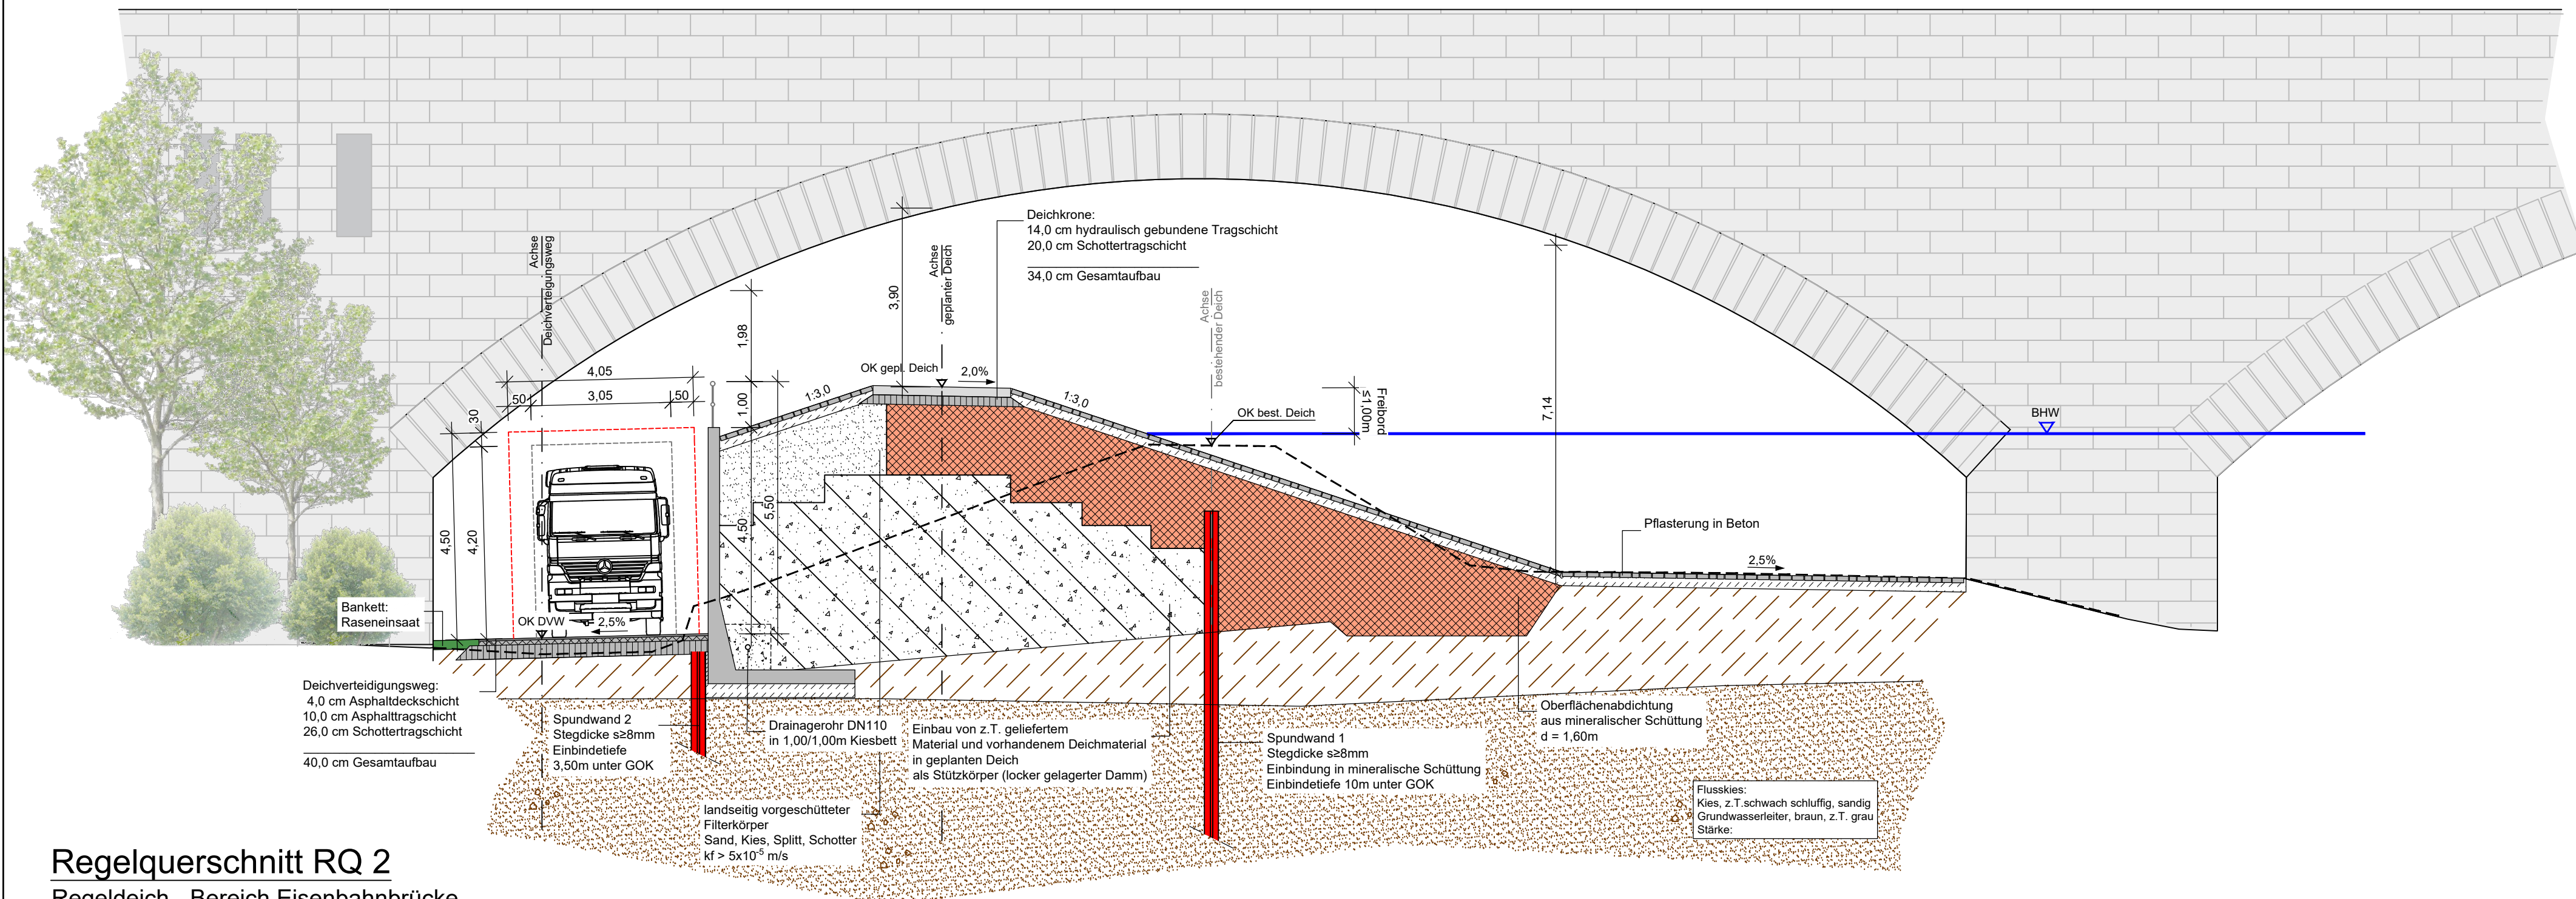 Achse
Deichverteigungsweg
Achse
geplanter Deich
Achse
bestehender Deich
Deichkrone:
14,0 cm hydraulisch gebundene Tragschicht
20,0 cm Schottertragschicht
34,0 cm Gesamtaufbau
3,90
1,98
1,00
7,14
Freibord
≤1,00m
OK gepl. Deich
2,0%
1:3,0
1:3,0
OK best. Deich
BHW
4,05
50
3,05
50
30
4,50
4,20
4,50
5,50
Pflasterung in Beton
2,5%
Bankett:
Raseneinsaat
OK DVW
2,5%
Deichverteidigungsweg:
4,0 cm Asphaltdeckschicht
10,0 cm Asphalttragschicht
26,0 cm Schottertragschicht
40,0 cm Gesamtaufbau
Spundwand 2
Stegdicke s≥8mm
Einbindetiefe
3,50m unter GOK
Drainagerohr DN110
in 1,00/1,00m Kiesbett
landseitig vorgeschütteter
Filterkörper
Sand, Kies, Splitt, Schotter
kf > 5x10⁻⁵ m/s
Einbau von z.T. geliefertem
Material und vorhandenem Deichmaterial
in geplanten Deich
als Stützkörper (locker gelagerter Damm)
Spundwand 1
Stegdicke s≥8mm
Einbindung in mineralische Schüttung
Einbindetiefe 10m unter GOK
Oberflächenabdichtung
aus mineralischer Schüttung
d = 1,60m
Flusskies:
Kies, z.T.schwach schluffig, sandig
Grundwasserleiter, braun, z.T. grau
Stärke:
Regelquerschnitt RQ 2
Regeldeich - Bereich Eisenbahnbrücke